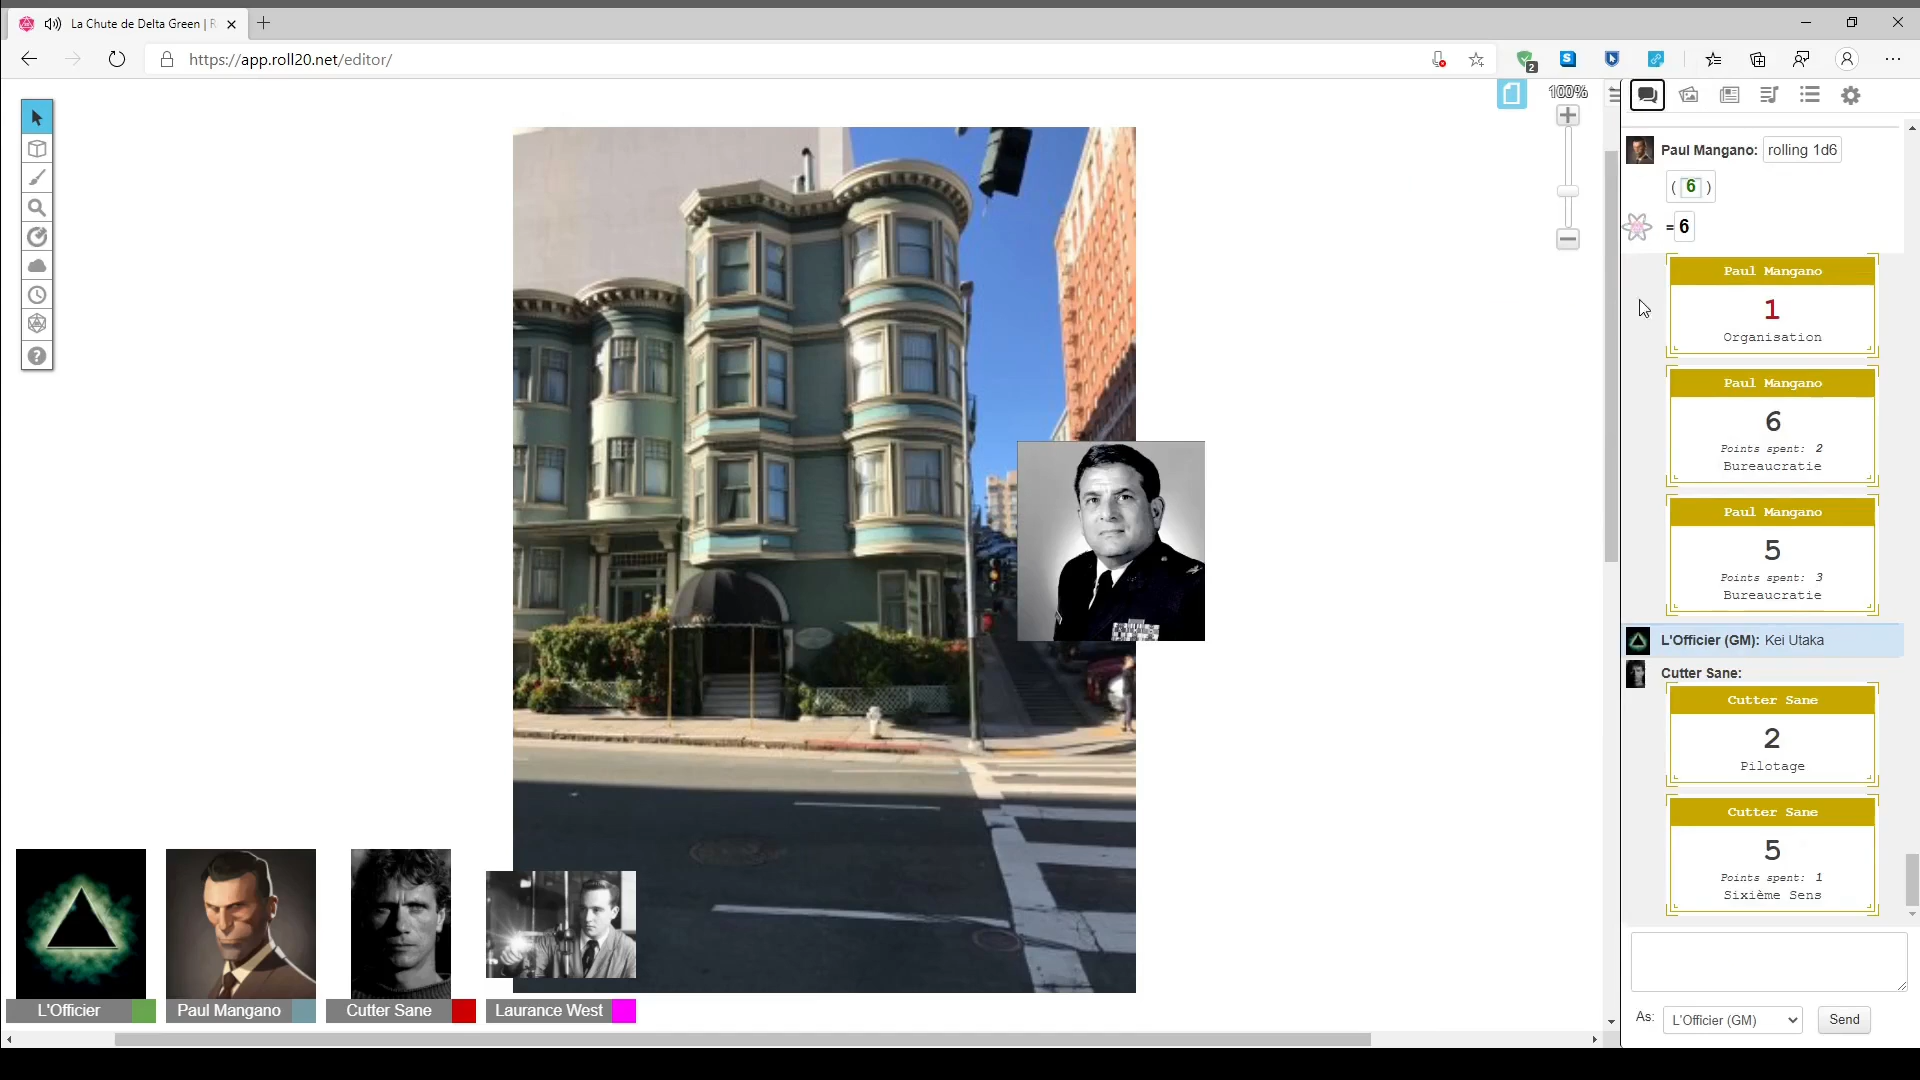 La Chute de Delta Green | R
https://app.roll20.net/editor/
2
100%
Paul Mangano: rolling 1d6
( 6 )
=6
Paul Mangano
1
Organisation
Paul Mangano
6
Points spent: 2
Bureaucratie
Paul Mangano
5
Points spent: 3
Bureaucratie
L'Officier (GM): Kei Utaka
Cutter Sane:
Cutter Sane
2
Pilotage
Cutter Sane
5
Points spent: 1
Sixième Sens
L'Officier
Paul Mangano
Cutter Sane
Laurance West
As: L'Officier (GM) Send